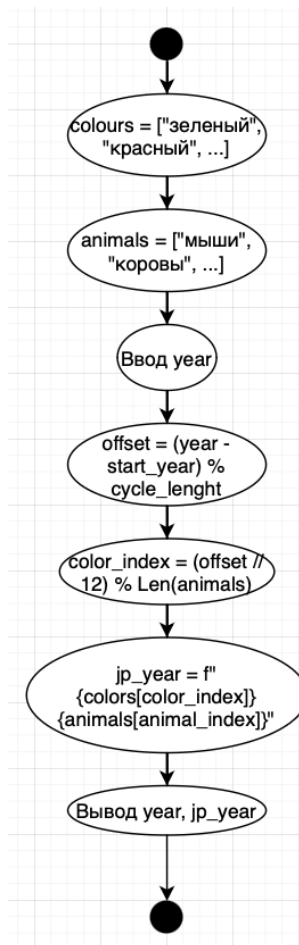 colours = ["зеленый",
"красный", ...]
animals = ["мыши",
"коровы", ...]
Ввод year
offset = (year -
start_year) %
cycle_lenght
color_index = (offset //
12) % Len(animals)
jp_year = f"
{colors[color_index]}
{animals[animal_index]}"
Вывод year, jp_year